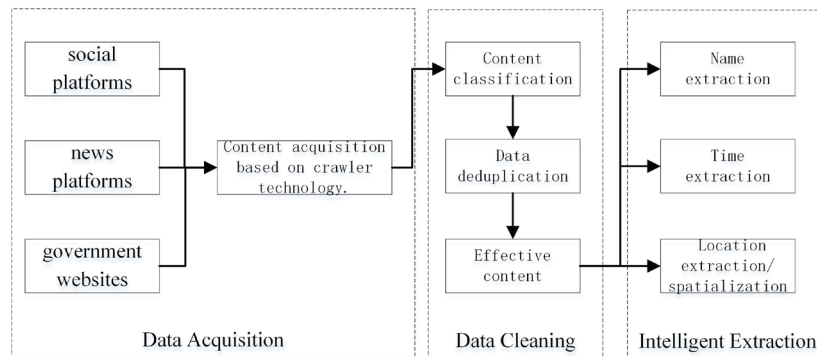 social
platforms
news
platforms
government
websites
Content acquisition
based on crawler
technology.
Data Acquisition
Content
classification
Data
deduplication
Effective
content
Data Cleaning
Name
extraction
Time
extraction
Location
extraction/
spatialization
Intelligent Extraction